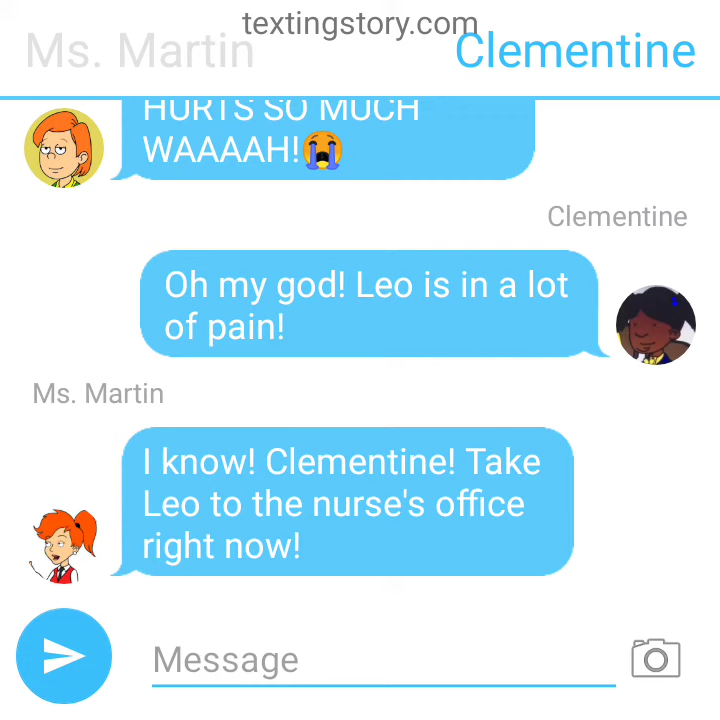 textingstory.com
Ms. Martin
Clementine
HURTS SO MUCH
WAAAAH!😭
Clementine
Oh my god! Leo is in a lot
of pain!
Ms. Martin
I know! Clementine! Take
Leo to the nurse's office
right now!
Message